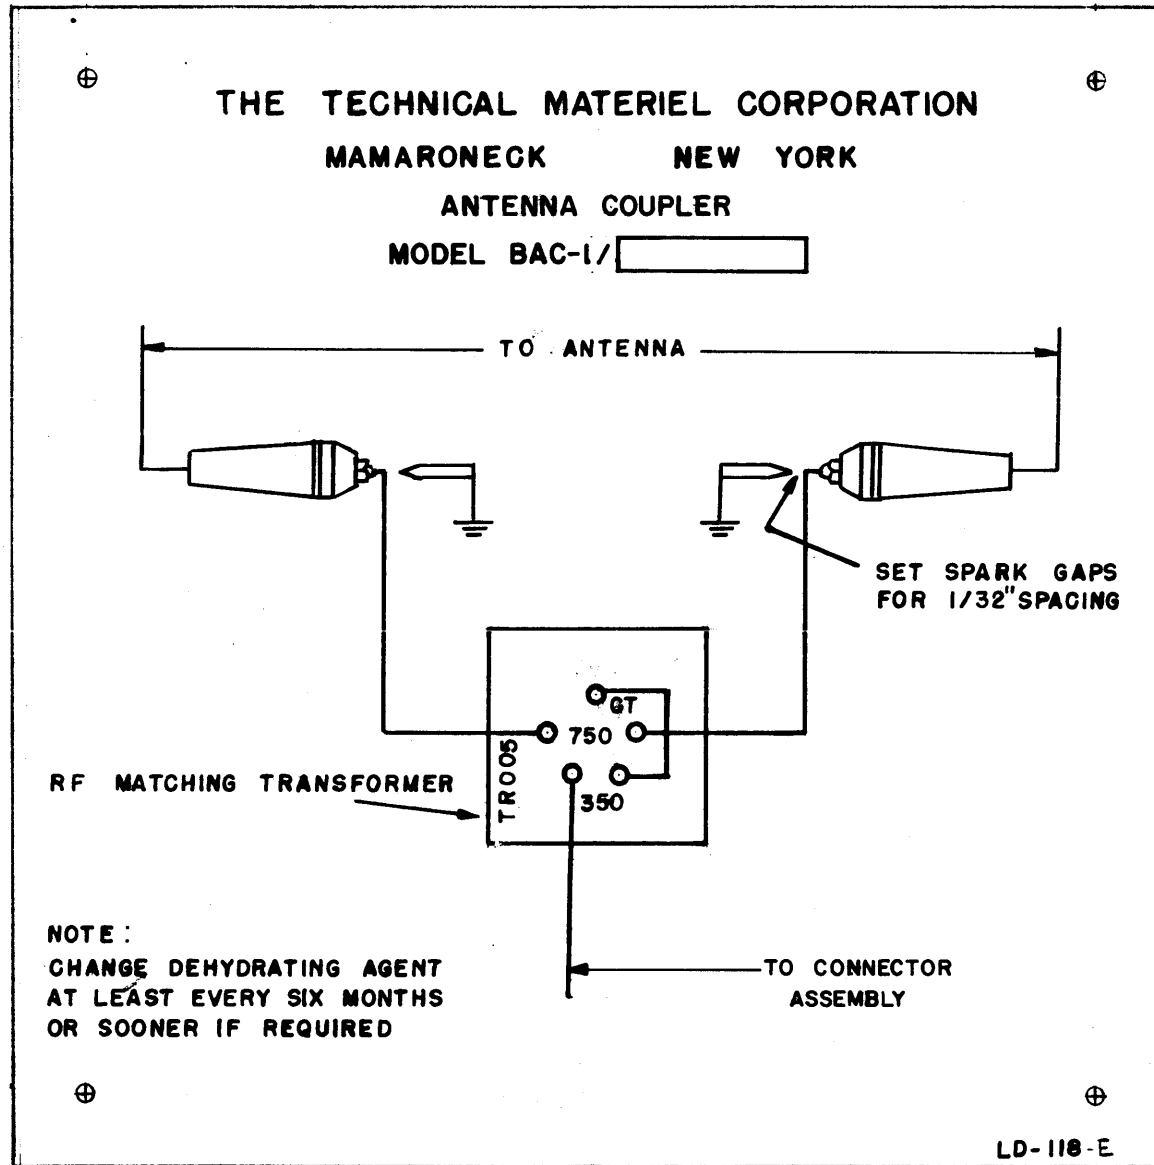 THE TECHNICAL MATERIEL CORPORATION
MAMARONECK NEW YORK
ANTENNA COUPLER
MODEL BAC-1/
TO ANTENNA
SET SPARK GAPS
FOR 1/32" SPACING
GT
750
TR005
RF MATCHING TRANSFORMER
350
NOTE:
CHANGE DEHYDRATING AGENT
AT LEAST EVERY SIX MONTHS
OR SOONER IF REQUIRED
TO CONNECTOR
ASSEMBLY
LD-118-E